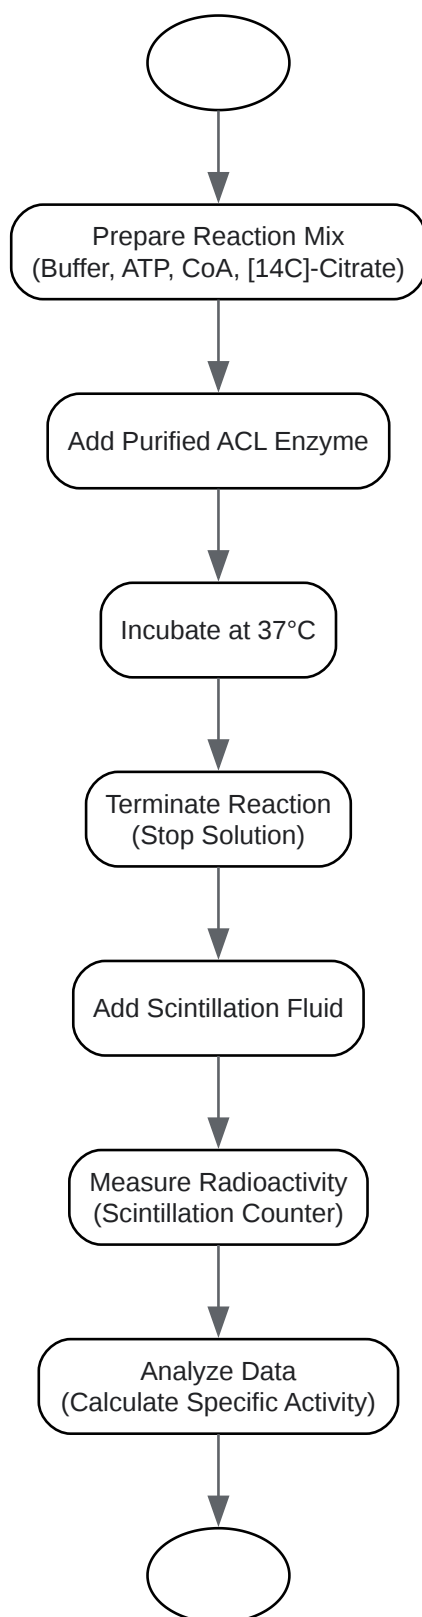 Prepare Reaction Mix
(Buffer, ATP, CoA, [14C]-Citrate)
Add Purified ACL Enzyme
Incubate at 37°C
Terminate Reaction
(Stop Solution)
Add Scintillation Fluid
Measure Radioactivity
(Scintillation Counter)
Analyze Data
(Calculate Specific Activity)